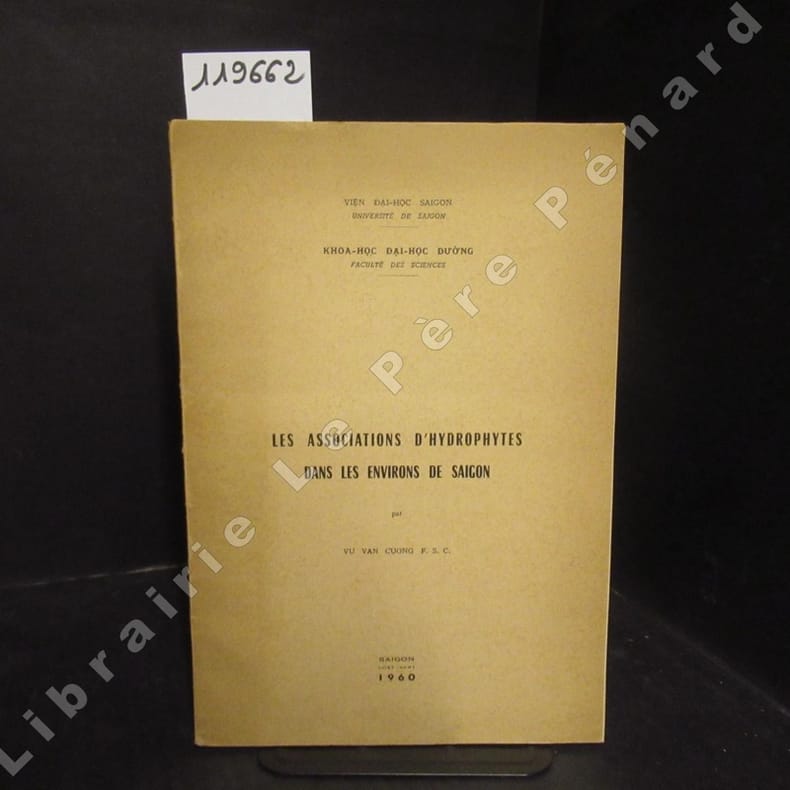 119662
VIỆN ĐẠI-HỌC SAIGON
UNIVERSITÉ DE SAIGON
KHOA-HỌC ĐẠI-HỌC ĐƯỜNG
FACULTÉ DES SCIENCES
LES ASSOCIATIONS D'HYDROPHYTES
DANS LES ENVIRONS DE SAIGON
par
VU VAN CUONG F. S. C.
SAIGON
1960
Librairie Le Père Pénard